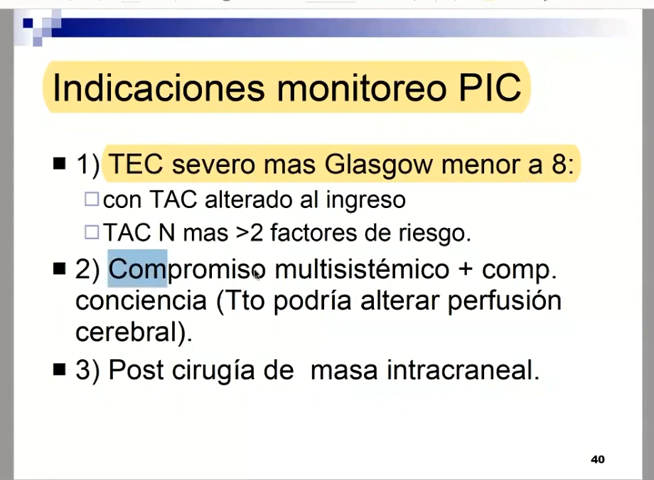 Indicaciones monitoreo PIC
1) TEC severo mas Glasgow menor a 8:
con TAC alterado al ingreso
TAC N mas >2 factores de riesgo.
2) Compromiso multisistémico + comp.
conciencia (Tto podría alterar perfusión
cerebral).
3) Post cirugía de masa intracraneal.
40